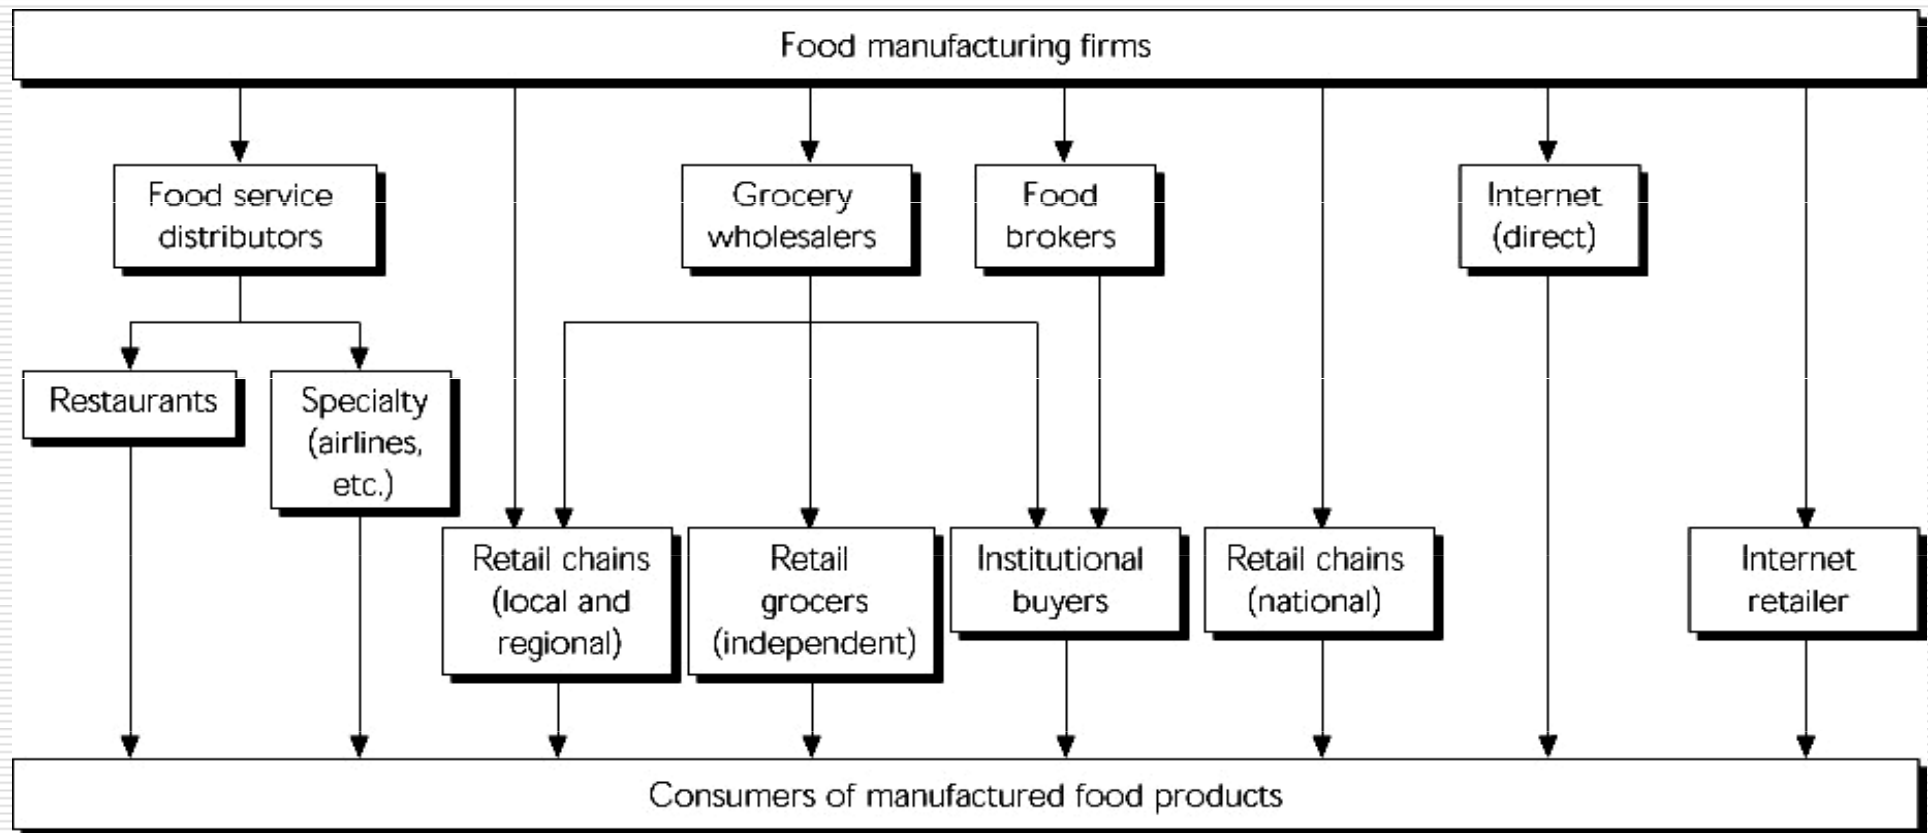 Food manufacturing firms
Food service
distributors
Grocery
wholesalers
Food
brokers
Internet
(direct)
Restaurants
Specialty
(airlines,
etc.)
Retail chains
(local and
regional)
Retail
grocers
(independent)
Institutional
buyers
Retail chains
(national)
Internet
retailer
Consumers of manufactured food products